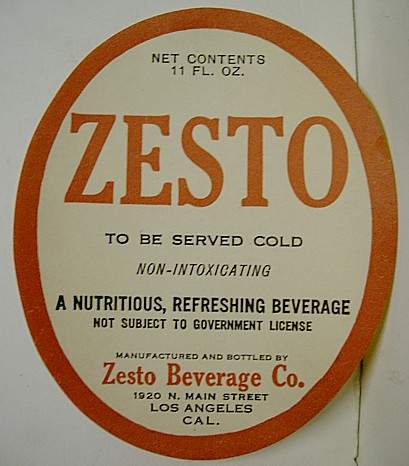 NET CONTENTS
11 FL. OZ.
ZESTO
TO BE SERVED COLD
NON-INTOXICATING
A NUTRITIOUS, REFRESHING BEVERAGE
NOT SUBJECT TO GOVERNMENT LICENSE
MANUFACTURED AND BOTTLED BY
Zesto Beverage Co.
1920 N. MAIN STREET
LOS ANGELES
CAL.